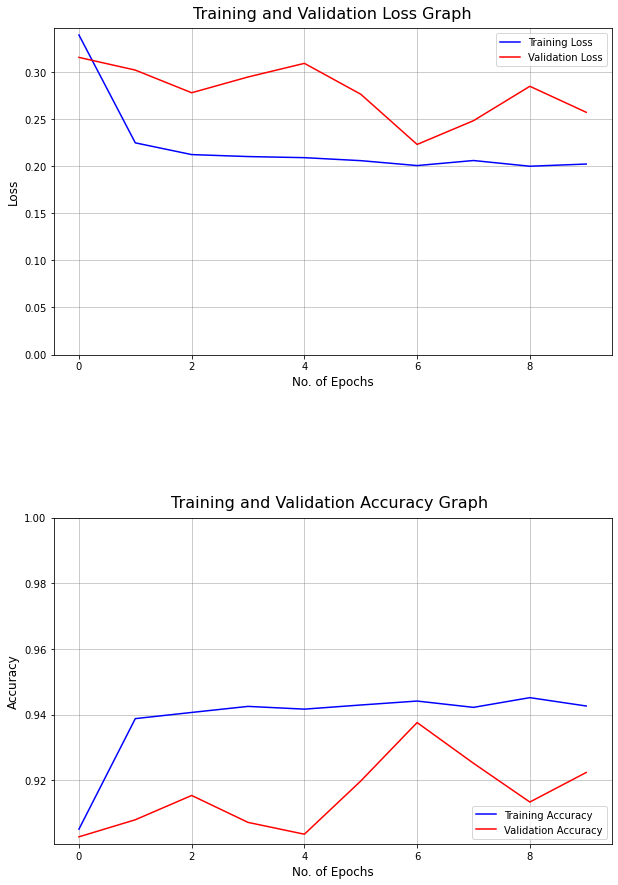 Training and Validation Loss Graph
Training Loss
Validation Loss
0.30
0.25
0.20
0.15
0.10
0.05
0.00
Loss
0 2 4 6 8
No. of Epochs
Training and Validation Accuracy Graph
1.00
0.98
0.96
0.94
0.92
Accuracy
Training Accuracy
Validation Accuracy
0 2 4 6 8
No. of Epochs